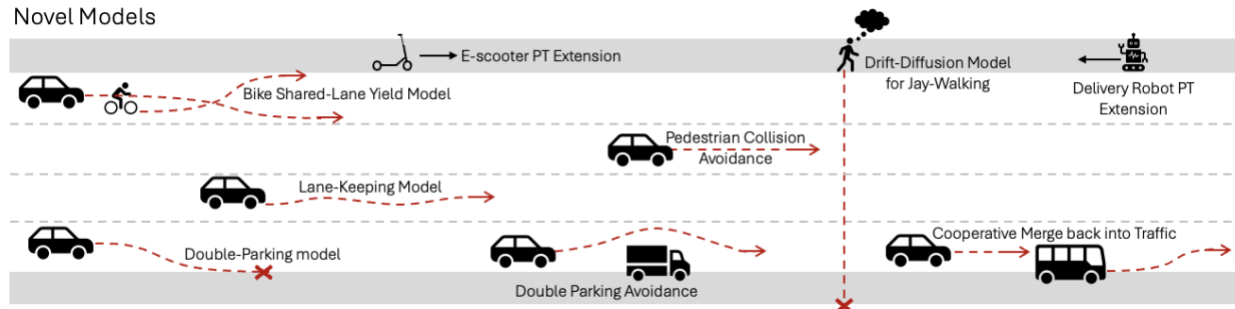 Novel Models
E-scooter PT Extension
Drift-Diffusion Model
for Jay-Walking
Delivery Robot PT
Extension
Bike Shared-Lane Yield Model
Pedestrian Collision
Avoidance
Lane-Keeping Model
Double-Parking model
Double Parking Avoidance
Cooperative Merge back into Traffic